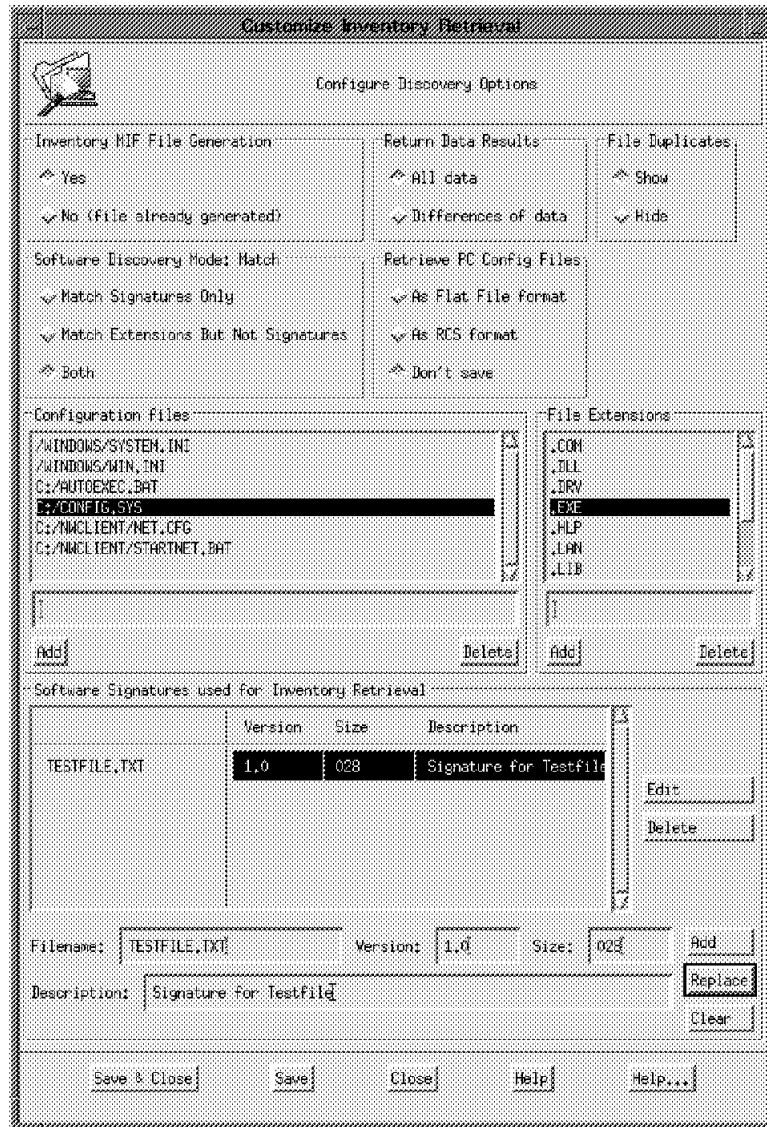 Customize Inventory Retrieval
Configure Discovery Options
Inventory MIF File Generation
Yes
No (file already generated)
Return Data Results
All data
Differences of data
File Duplicates
Show
Hide
Software Discovery Mode: Match
Match Signatures Only
Match Extensions But Not Signatures
Both
Retrieve PC Config Files
As Flat File format
As RCS format
Don't save
Configuration files
/WINDOWS/SYSTEM.INI
/WINDOWS/WIN.INI
C:/AUTOEXEC.BAT
C:/CONFIG.SYS
C:/NWCLIENT/NET.CFG
C:/NWCLIENT/STARTNET.BAT
Add Delete
File Extensions
.COM
.DLL
.DRV
.EXE
.HLP
.LAN
.LIB
Add Delete
Software Signatures used for Inventory Retrieval
Version Size Description
TESTFILE.TXT 1.0 028 Signature for Testfile
Edit
Delete
Filename: TESTFILE.TXT Version: 1.0 Size: 028 Add
Description: Signature for Testfile Replace
Clear
Save & Close Save Close Help Help...